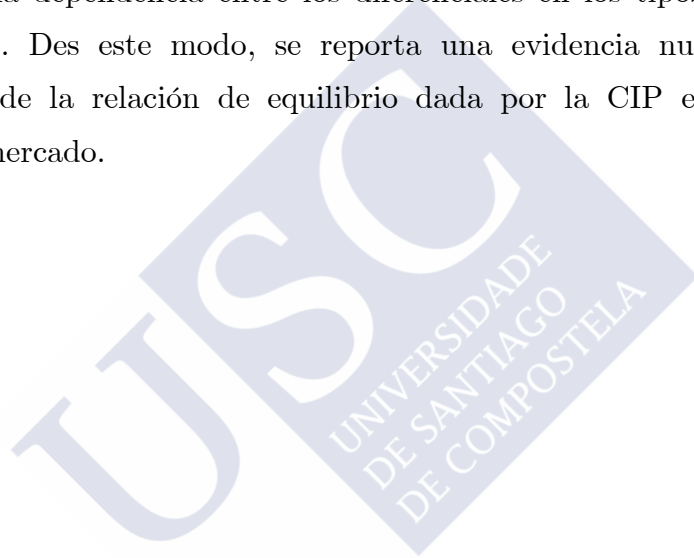 dependencia entre los diferenciales en los tipos
. Des este modo, se reporta una evidencia nu
de la relación de equilibrio dada por la CIP e
mercado.
USC
UNIVERSIDADE
DE SANTIAGO
DE COMPOSTELA